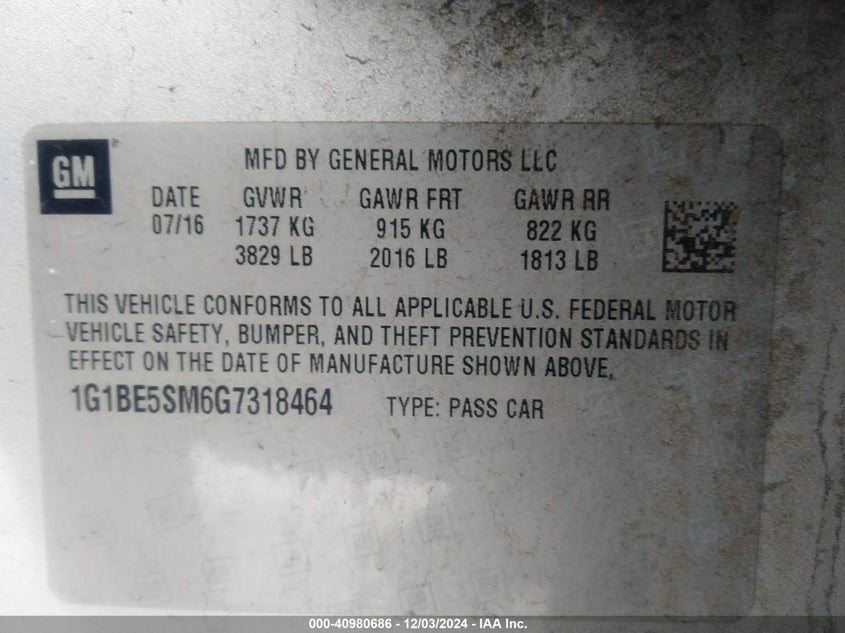 GM ® MFD BY GENERAL MOTORS LLC
DATE GVWR GAWR FRT GAWR RR
07/16 1737 KG 915 KG 822 KG
3829 LB 2016 LB 1813 LB
THIS VEHICLE CONFORMS TO ALL APPLICABLE U.S. FEDERAL MOTOR
VEHICLE SAFETY, BUMPER, AND THEFT PREVENTION STANDARDS IN
EFFECT ON THE DATE OF MANUFACTURE SHOWN ABOVE.
1G1BE5SM6G7318464 TYPE: PASS CAR
000-40980686 - 12/03/2024 - IAA Inc.